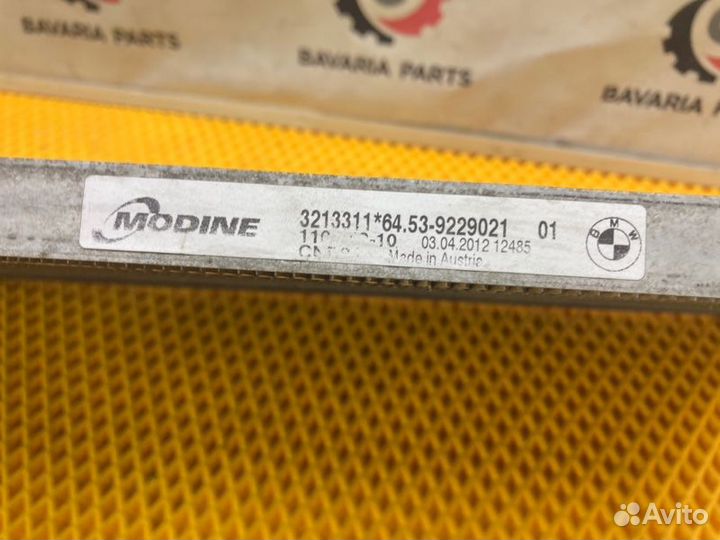 BAVARIA PARTS
BAVARIA PARTS
BAVARIA PARTS
MODINE 3213311*64.53-9229021 01 BMW
03.04.2012 12485
Made in Austria
Avito